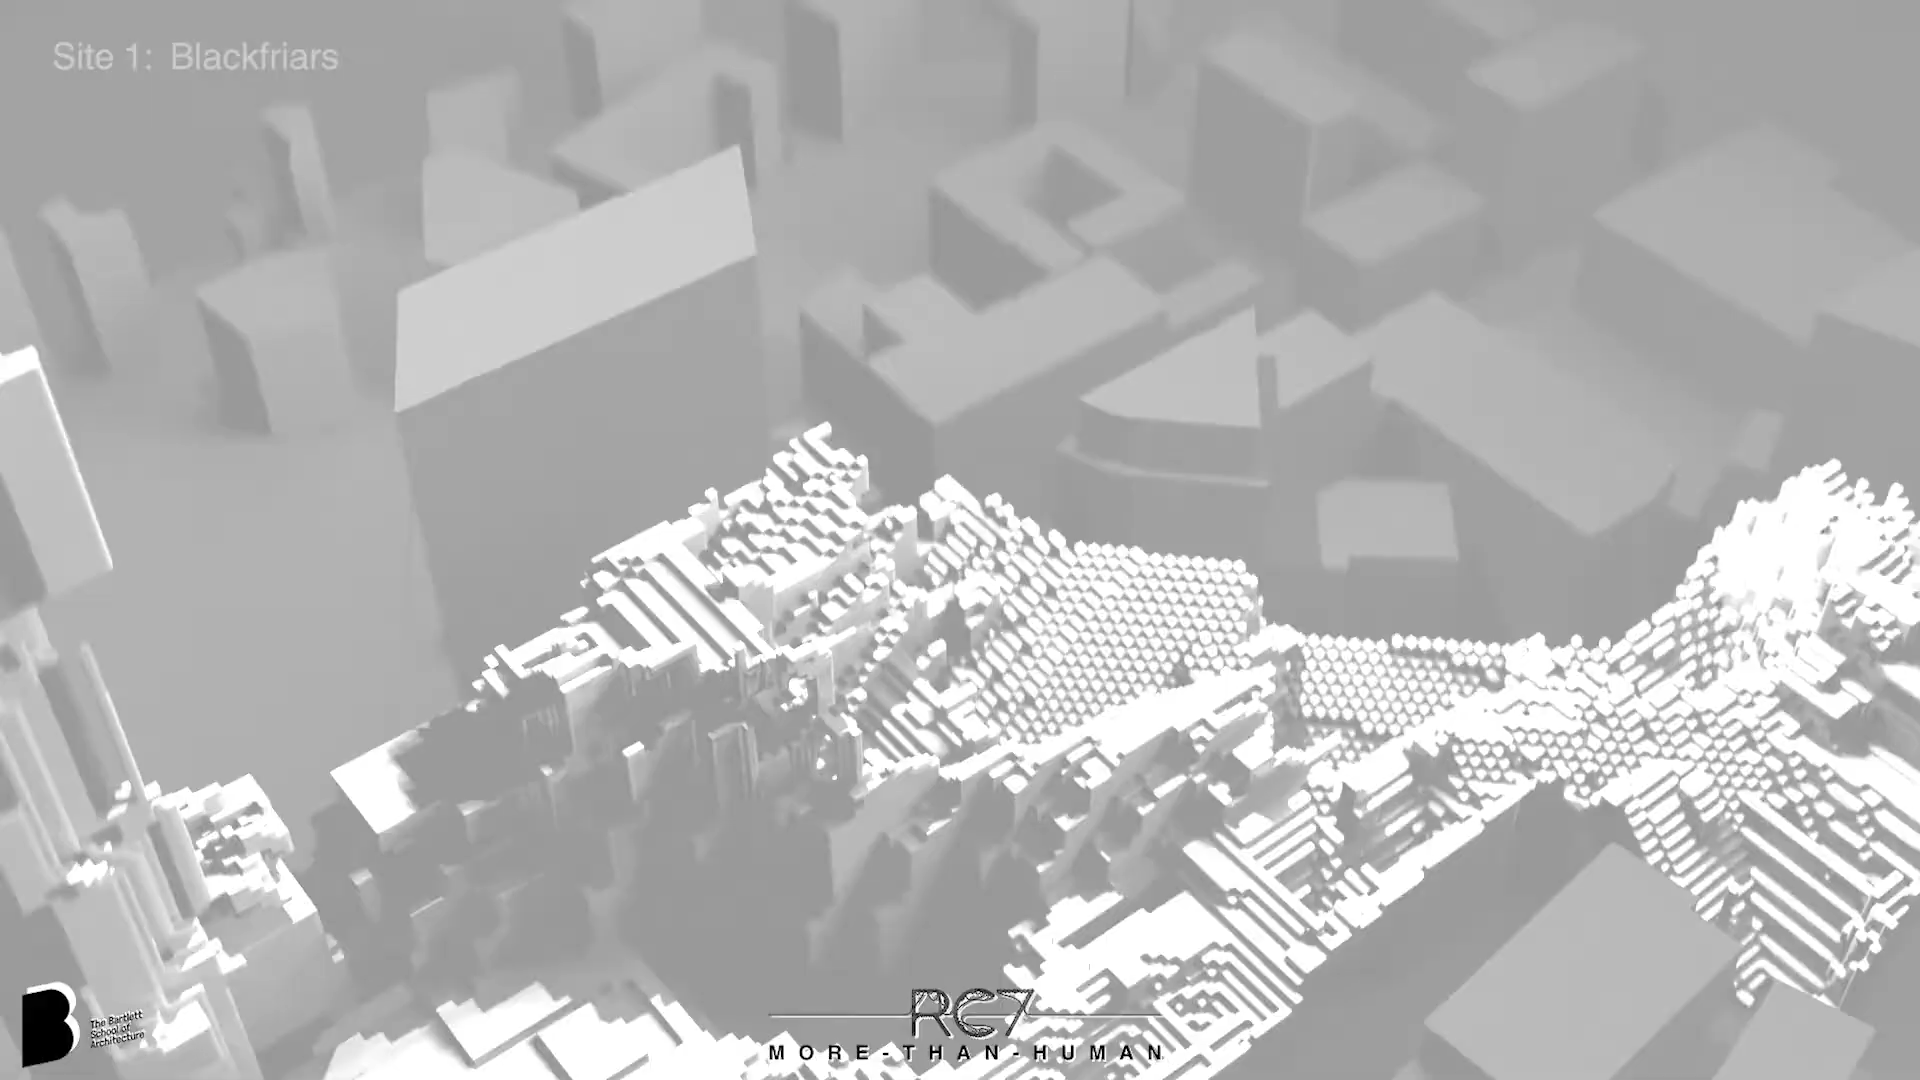 Site 1: Blackfriars
The Bartlett
School of
Architecture
RC7
MORE-THAN-HUMAN